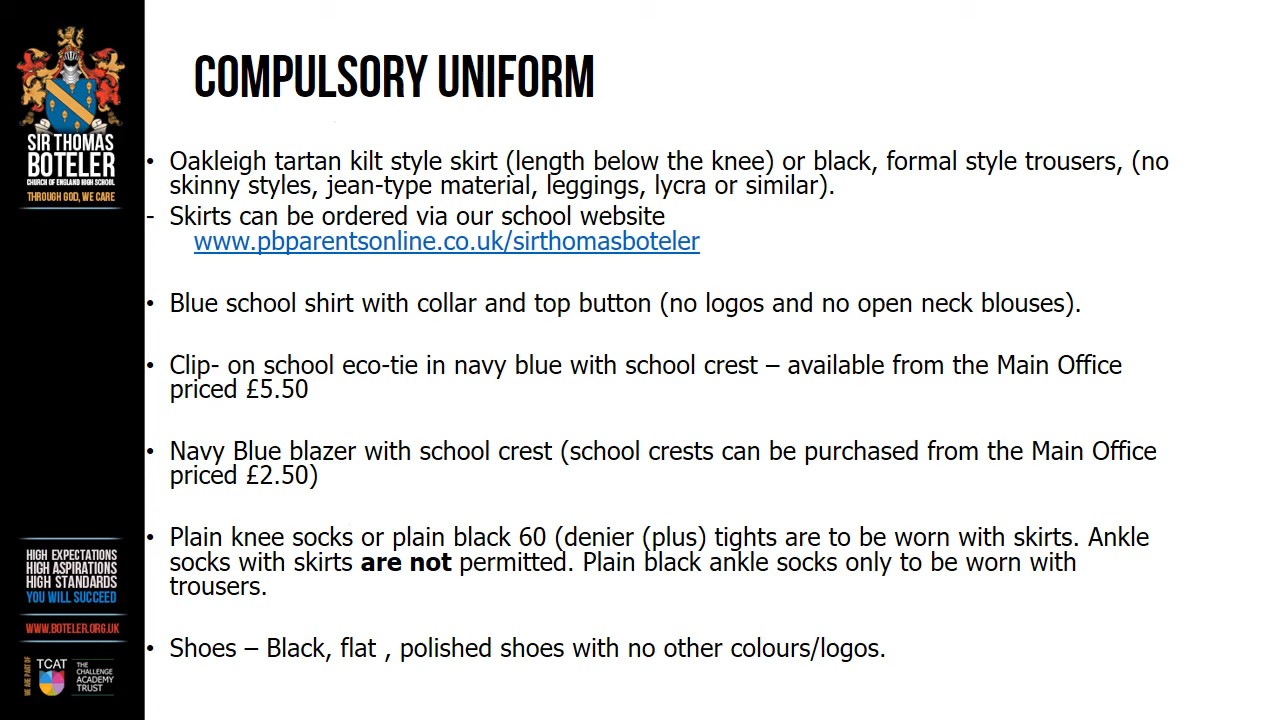 COMPULSORY UNIFORM
• Oakleigh tartan kilt style skirt (length below the knee) or black, formal style trousers, (no
skinny styles, jean-type material, leggings, lycra or similar).
- Skirts can be ordered via our school website
www.pbparentsonline.co.uk/sirthomasboteler
• Blue school shirt with collar and top button (no logos and no open neck blouses).
• Clip- on school eco-tie in navy blue with school crest – available from the Main Office
priced £5.50
• Navy Blue blazer with school crest (school crests can be purchased from the Main Office
priced £2.50)
• Plain knee socks or plain black 60 (denier (plus) tights are to be worn with skirts. Ankle
socks with skirts are not permitted. Plain black ankle socks only to be worn with
trousers.
• Shoes – Black, flat , polished shoes with no other colours/logos.
SIR THOMAS
BOTELER
CHURCH OF ENGLAND HIGH SCHOOL
THROUGH GOD, WE CARE
HIGH EXPECTATIONS
HIGH ASPIRATIONS
HIGH STANDARDS
YOU WILL SUCCEED
WWW.BOTELER.ORG.UK
WE ARE PART OF
TCAT
THE
CHALLENGE
ACADEMY
TRUST